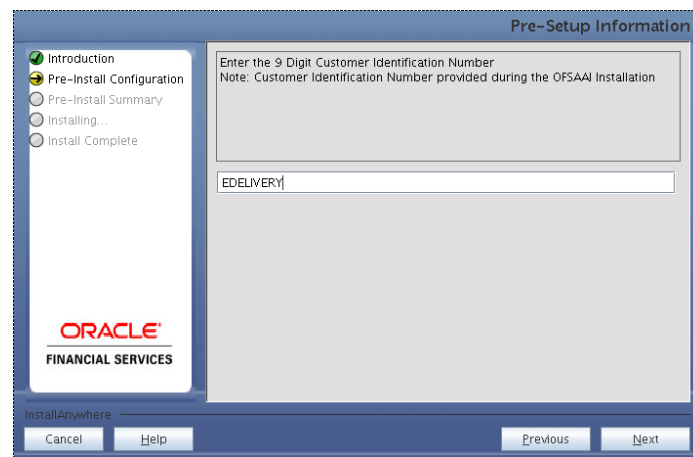 Pre-Setup Information
Introduction
Pre-Install Configuration
Pre-Install Summary
Installing...
Install Complete
ORACLE
FINANCIAL SERVICES
Enter the 9 Digit Customer Identification Number
Note: Customer Identification Number provided during the OFSAAI Installation
EDELIVERY
InstallAnywhere
Cancel
Help
Previous
Next